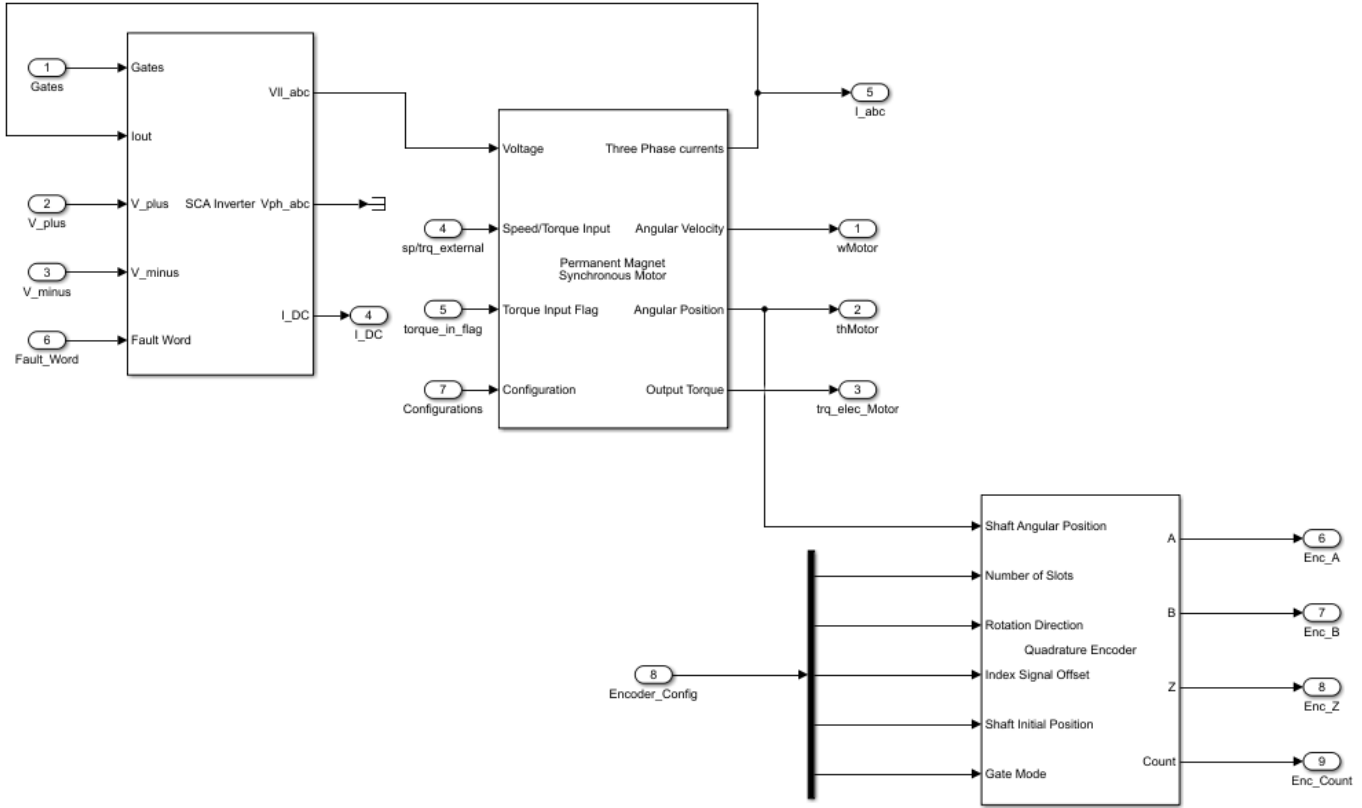 1
Gates
2
V_plus
3
V_minus
6
Fault_Word
Gates
Iout
V_plus
V_minus
Fault Word
SCA Inverter
Vll_abc
Vph_abc
I_DC
4
I_DC
4
sp/trq_external
5
torque_in_flag
7
Configurations
Voltage
Speed/Torque Input
Torque Input Flag
Configuration
Permanent Magnet
Synchronous Motor
Three Phase currents
Angular Velocity
Angular Position
Output Torque
5
I_abc
1
wMotor
2
thMotor
3
trq_elec_Motor
8
Encoder_Config
Shaft Angular Position
Number of Slots
Rotation Direction
Index Signal Offset
Shaft Initial Position
Gate Mode
Quadrature Encoder
A
B
Z
Count
6
Enc_A
7
Enc_B
8
Enc_Z
9
Enc_Count